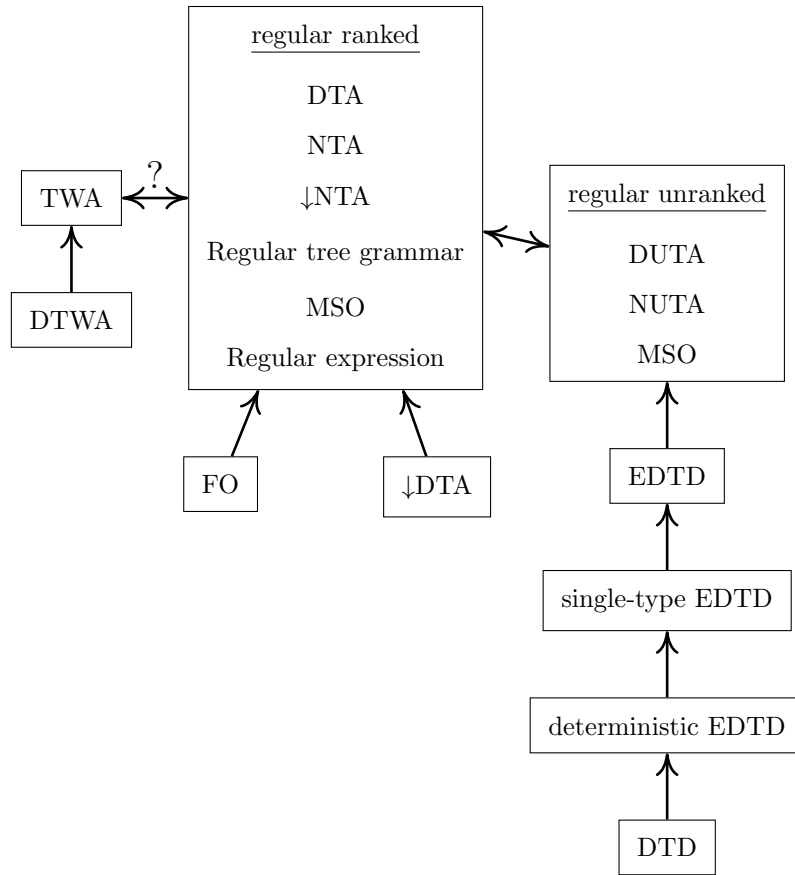 regular ranked
DTA
NTA
↓NTA
Regular tree grammar
MSO
Regular expression
?
TWA
DTWA
regular unranked
DUTA
NUTA
MSO
FO
↓DTA
EDTD
single-type EDTD
deterministic EDTD
DTD